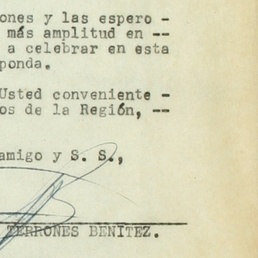 ones y las espero -
más amplitud en --
a celebrar en esta
ponda.
Usted conveniente -
os de la Región, --
amigo y S. S.,
TERRONES BENITEZ.